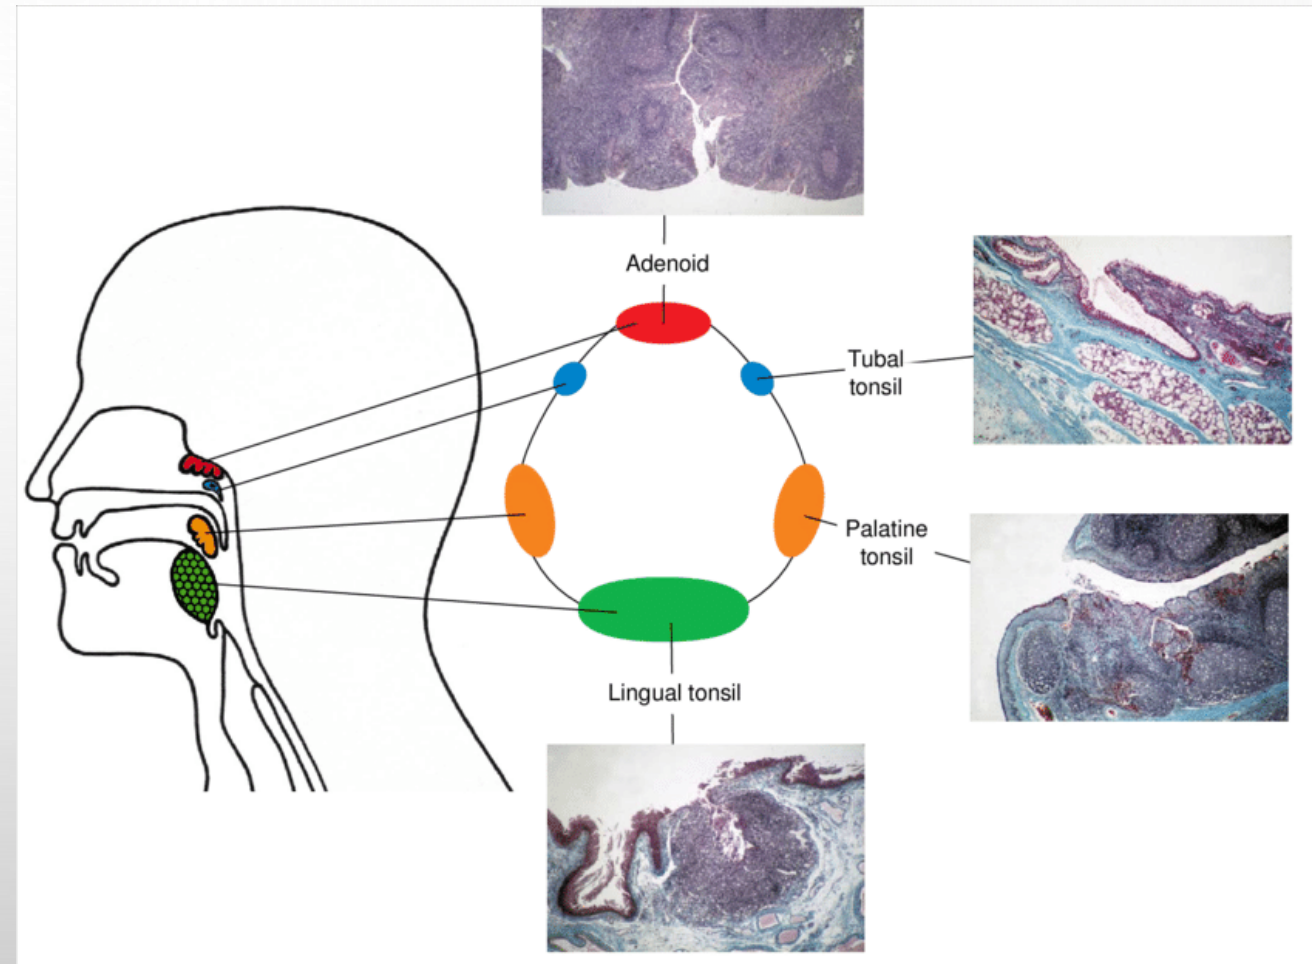 Adenoid
Tubal
tonsil
Palatine
tonsil
Lingual tonsil